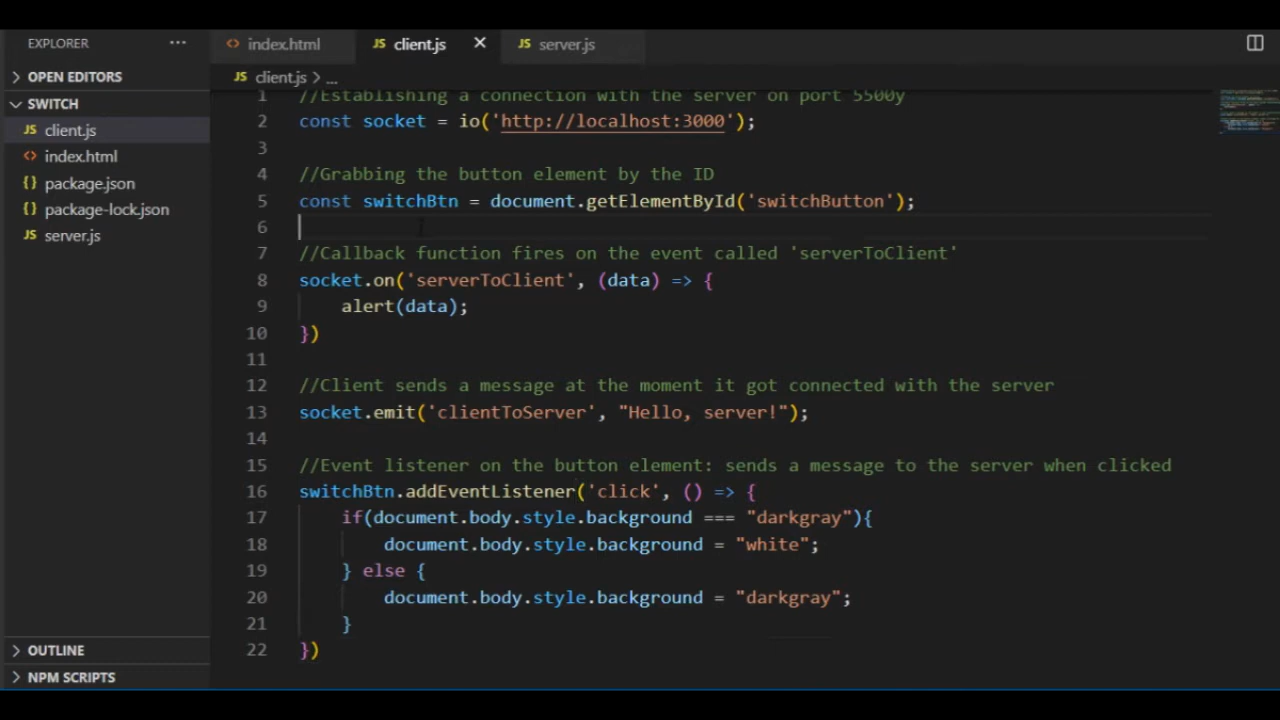 EXPLORER ...
index.html
JS client.js ×
JS server.js
OPEN EDITORS
SWITCH
JS client.js
index.html
{} package.json
{} package-lock.json
JS server.js
OUTLINE
NPM SCRIPTS
JS client.js > ...
1 //Establishing a connection with the server on port 5500y
2 const socket = io('http://localhost:3000');
3
4 //Grabbing the button element by the ID
5 const switchBtn = document.getElementById('switchButton');
6
7 //Callback function fires on the event called 'serverToClient'
8 socket.on('serverToClient', (data) => {
9 alert(data);
10 })
11
12 //Client sends a message at the moment it got connected with the server
13 socket.emit('clientToServer', "Hello, server!");
14
15 //Event listener on the button element: sends a message to the server when clicked
16 switchBtn.addEventListener('click', () => {
17 if(document.body.style.background === "darkgray"){
18 document.body.style.background = "white";
19 } else {
20 document.body.style.background = "darkgray";
21 }
22 })